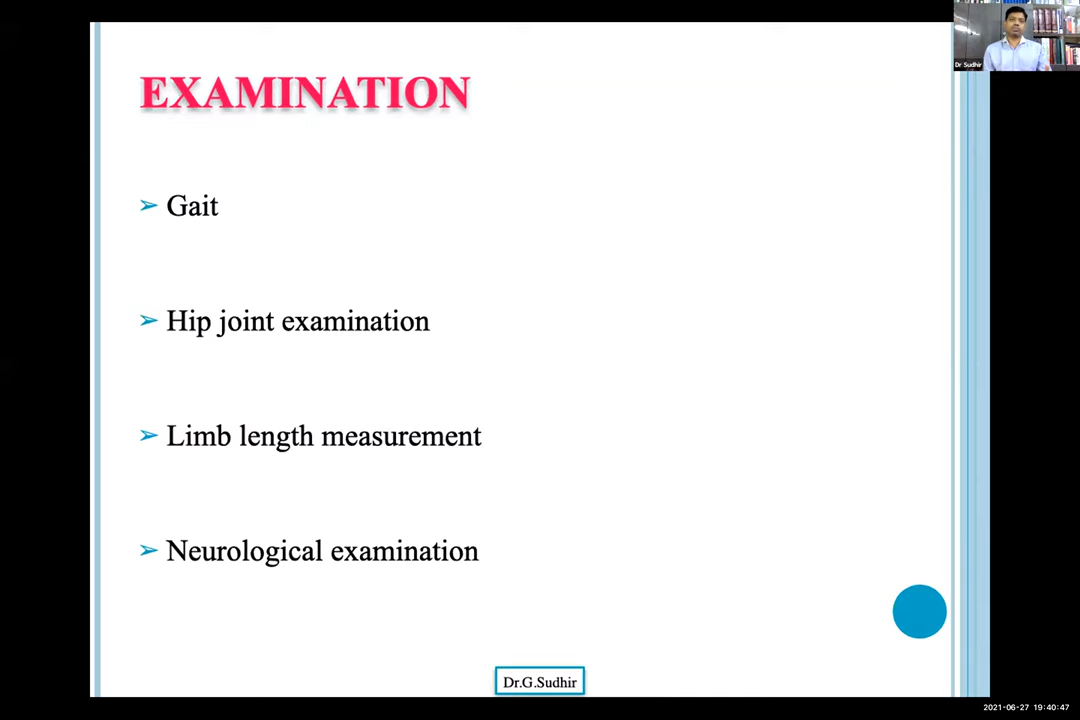 Dr Sudhir
EXAMINATION
➢ Gait
➢ Hip joint examination
➢ Limb length measurement
➢ Neurological examination
Dr.G.Sudhir
2021-06-27 19:40:47